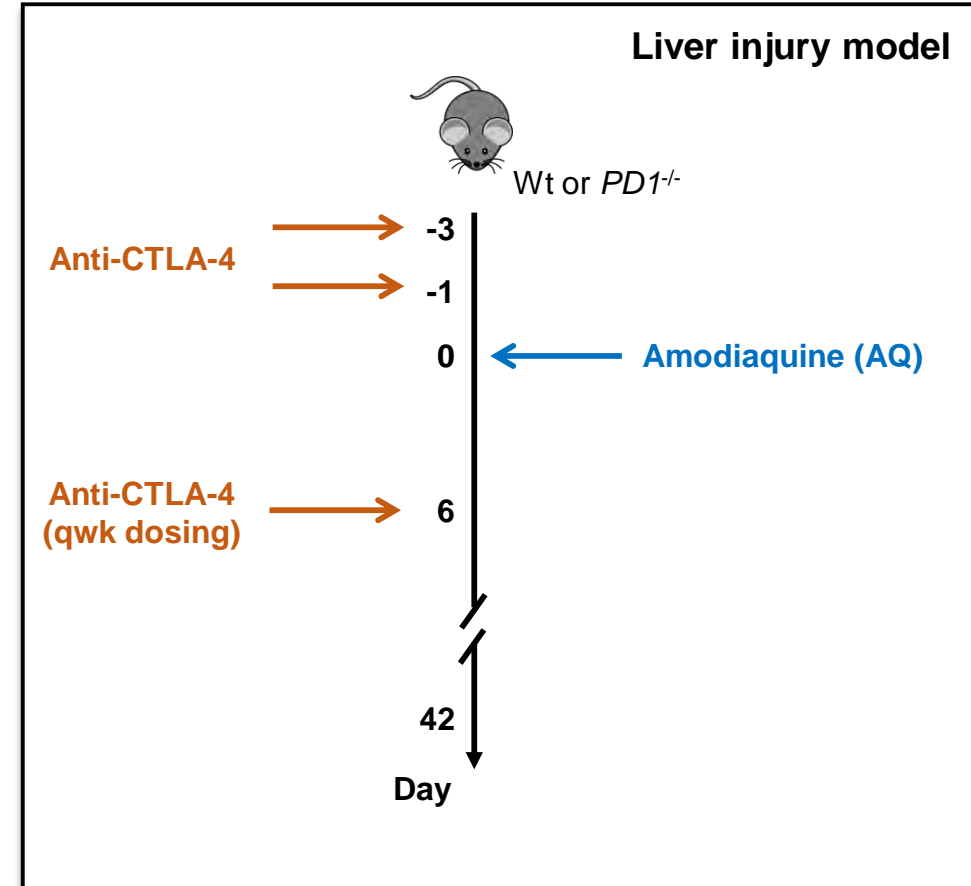 Liver injury model
Wt or PD1-/-
-3
Anti-CTLA-4
-1
0
Amodiaquine (AQ)
Anti-CTLA-4
(qwk dosing)
6
42
Day